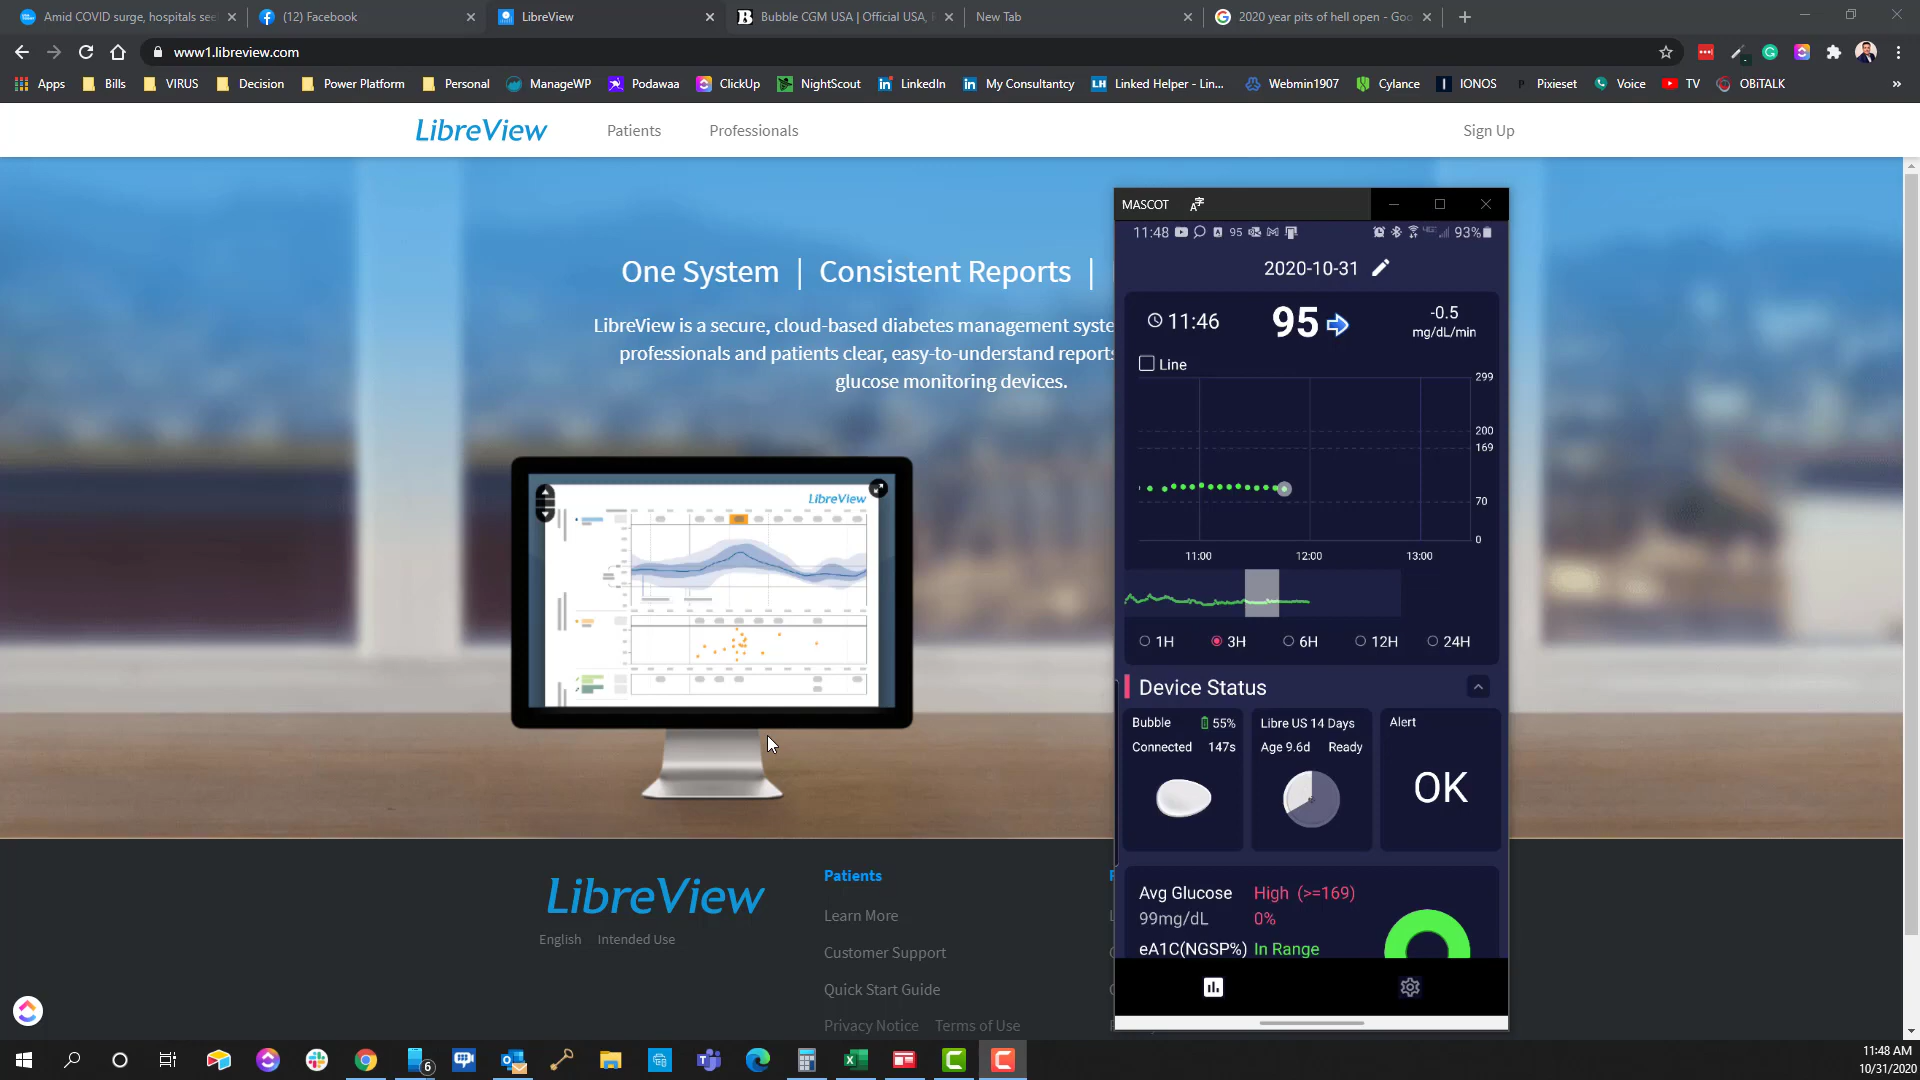 Amid COVID surge, hospitals see
(12) Facebook
LibreView
Bubble CGM USA | Official USA,
New Tab
2020 year pits of hell open - Goo
www1.libreview.com
Apps
Bills
VIRUS
Decision
Power Platform
Personal
ManageWP
Podawaa
ClickUp
NightScout
LinkedIn
My Consultantcy
Linked Helper - Lin...
Webmin1907
Cylance
IONOS
Pixieset
Voice
TV
OBiTALK
»
LibreView
Patients
Professionals
Sign Up
One System | Consistent Reports |
LibreView is a secure, cloud-based diabetes management syste
professionals and patients clear, easy-to-understand reports
glucose monitoring devices.
LibreView
MASCOT
11:48
95
93%
2020-10-31
11:46
95
-0.5
mg/dL/min
Line
299
200
169
70
0
11:00
12:00
13:00
1H
3H
6H
12H
24H
Device Status
Bubble
55%
Connected
147s
Libre US 14 Days
Age 9.6d
Ready
Alert
OK
Avg Glucose
High (>=169)
99mg/dL
0%
eA1C(NGSP%)
In Range
LibreView
English
Intended Use
Patients
Learn More
Customer Support
Quick Start Guide
Privacy Notice
Terms of Use
6
11:48 AM
10/31/2020